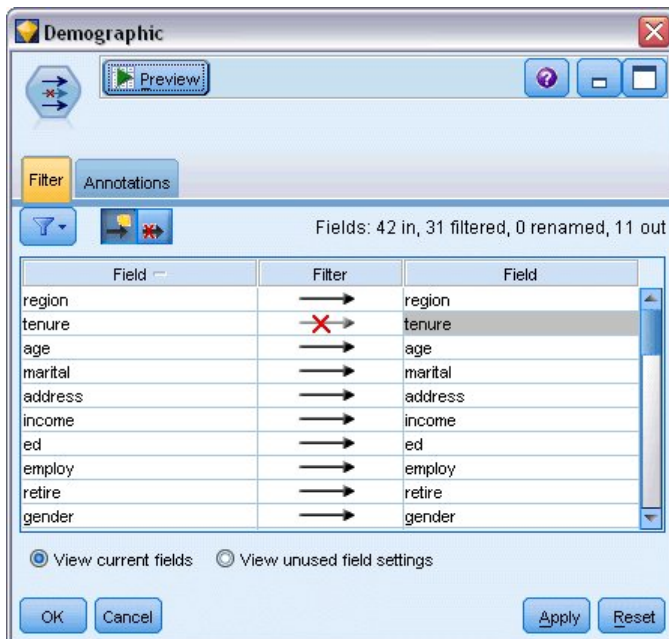 Demographic
Preview
?
Filter Annotations
Fields: 42 in, 31 filtered, 0 renamed, 11 out
Field Filter Field
region region
tenure tenure
age age
marital marital
address address
income income
ed ed
employ employ
retire retire
gender gender
View current fields View unused field settings
OK Cancel Apply Reset